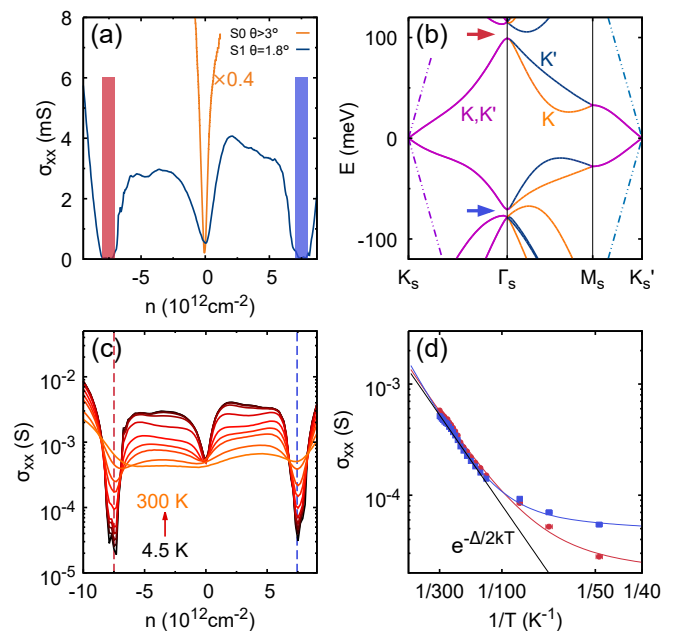 (a)
S0 θ>3°
S1 θ=1.8°
×0.4
8
6
4
2
0
σxx (mS)
-5 0 5
n (10¹²cm⁻²)
(b)
100
0
-100
E (meV)
K'
K,K'
K
Ks Γs Ms Ks'
(c)
10⁻²
10⁻³
10⁻⁴
10⁻⁵
σxx (S)
300 K
4.5 K
-10 -5 0 5
n (10¹²cm⁻²)
(d)
10⁻³
10⁻⁴
σxx (S)
e^-Δ/2kT
1/300 1/100 1/50 1/40
1/T (K⁻¹)